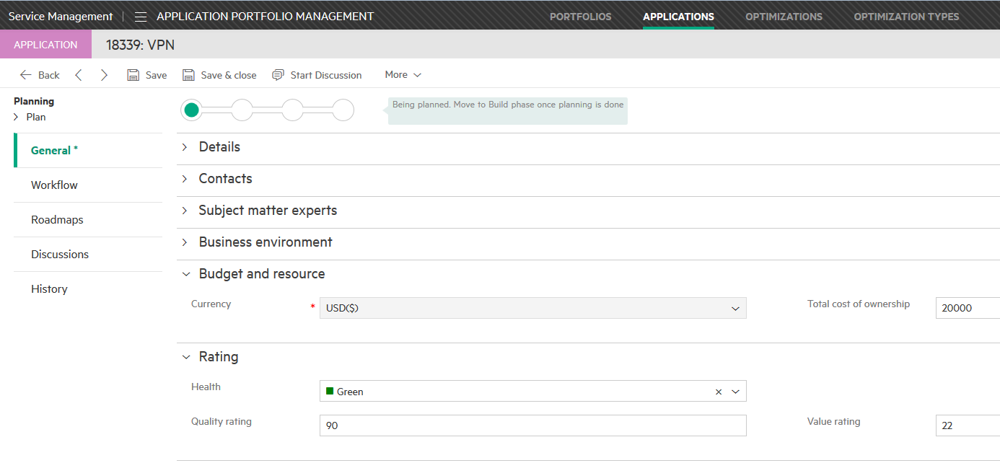 Service Management | APPLICATION PORTFOLIO MANAGEMENT PORTFOLIOS APPLICATIONS OPTIMIZATIONS OPTIMIZATION TYPES
APPLICATION 18339: VPN
Back Save Save & close Start Discussion More
Planning
Plan
Being planned. Move to Build phase once planning is done
General *
Workflow
Roadmaps
Discussions
History
Details
Contacts
Subject matter experts
Business environment
Budget and resource
Currency * USD($) Total cost of ownership 20000
Rating
Health Green
Quality rating 90 Value rating 22